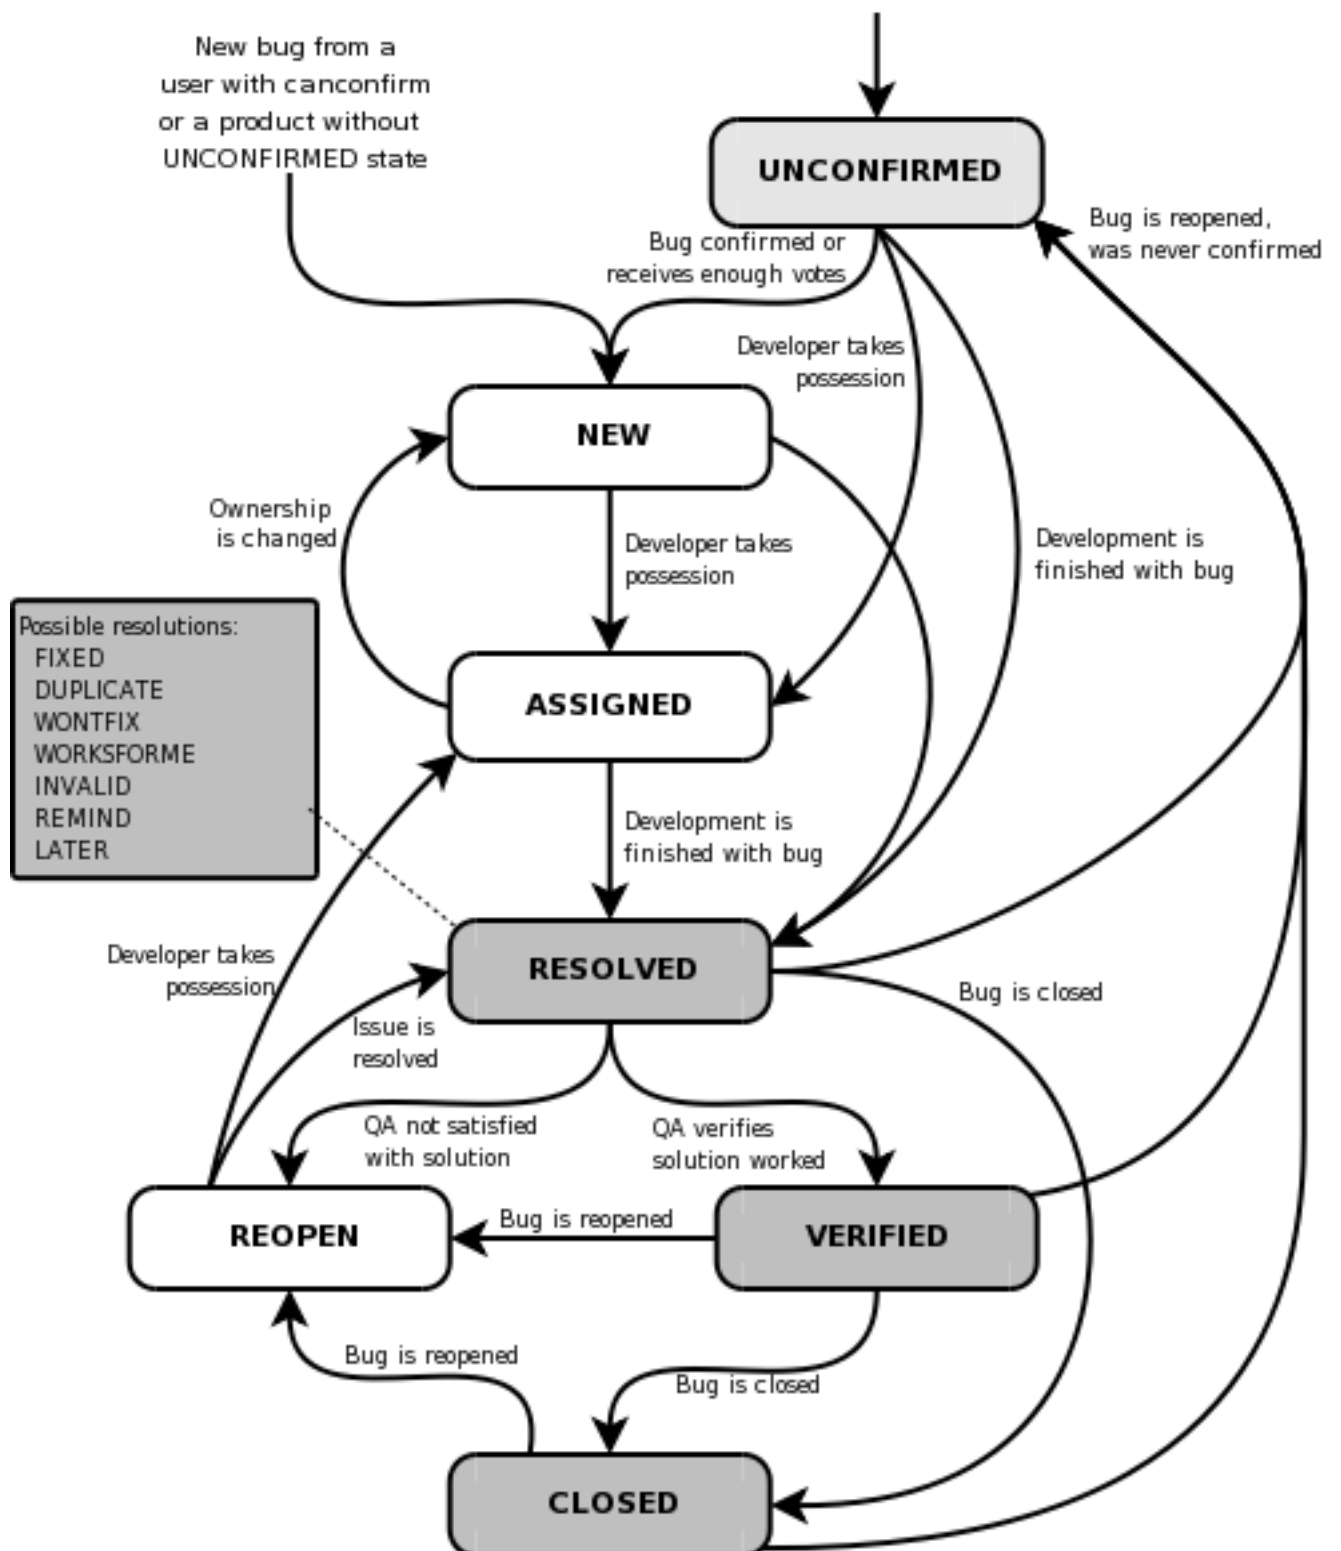 New bug from a
user with canconfirm
or a product without
UNCONFIRMED state
UNCONFIRMED
Bug is reopened,
was never confirmed
Bug confirmed or
receives enough votes
Developer takes
possession
NEW
Ownership
is changed
Developer takes
possession
Development is
finished with bug
Possible resolutions:
FIXED
DUPLICATE
WONTFIX
WORKSFORME
INVALID
REMIND
LATER
ASSIGNED
Development is
finished with bug
Developer takes
possession
RESOLVED
Bug is closed
Issue is
resolved
QA not satisfied
with solution
QA verifies
solution worked
REOPEN
Bug is reopened
VERIFIED
Bug is reopened
Bug is closed
CLOSED